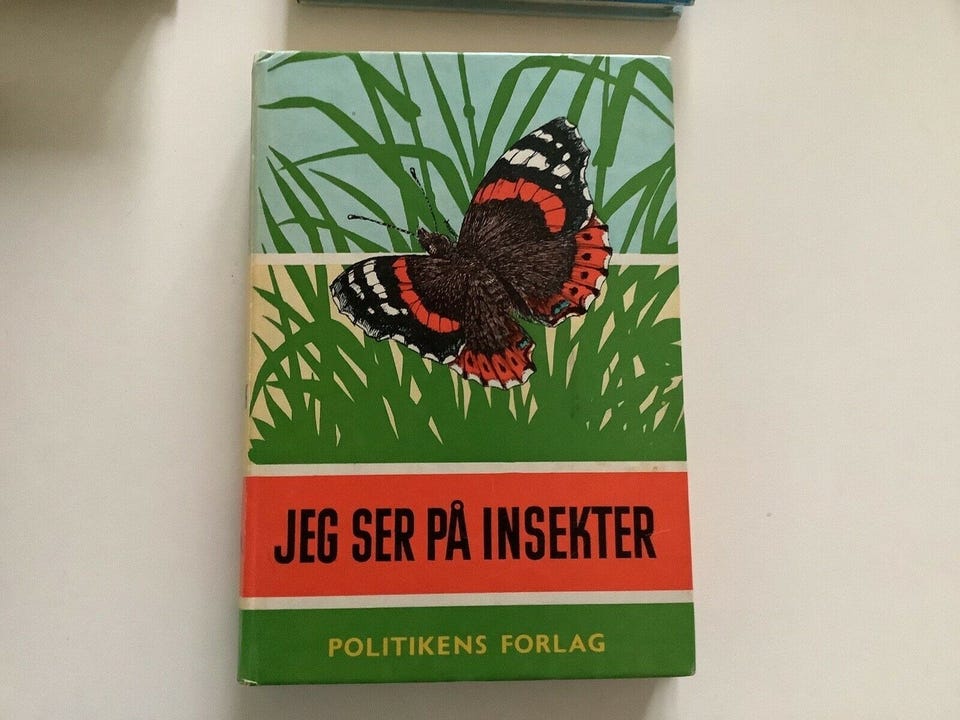 JEG SER PÅ INSEKTER
POLITIKENS FORLAG